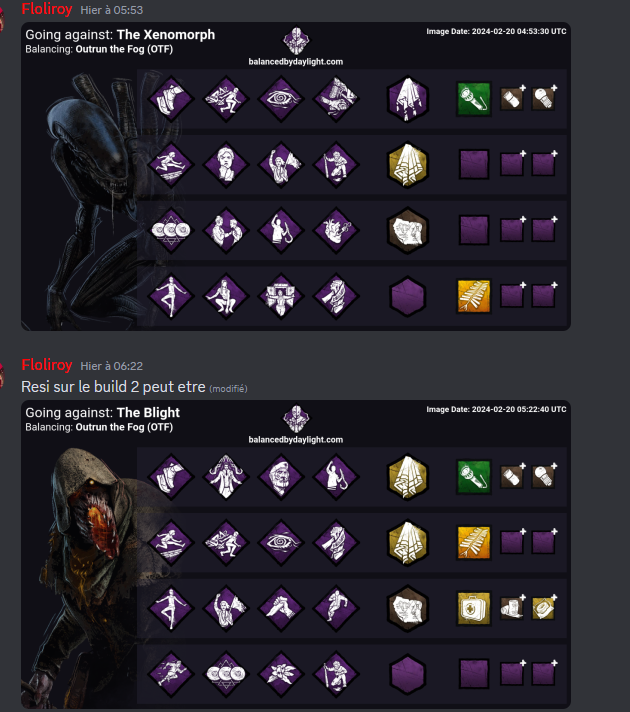 Floliroy Hier à 05:53
Going against: The Xenomorph
Image Date: 2024-02-20 04:53:30 UTC
Balancing: Outrun the Fog (OTF)
balancedbydaylight.com
Floliroy Hier à 06:22
Resi sur le build 2 peut etre (modifié)
Going against: The Blight
Image Date: 2024-02-20 05:22:40 UTC
Balancing: Outrun the Fog (OTF)
balancedbydaylight.com